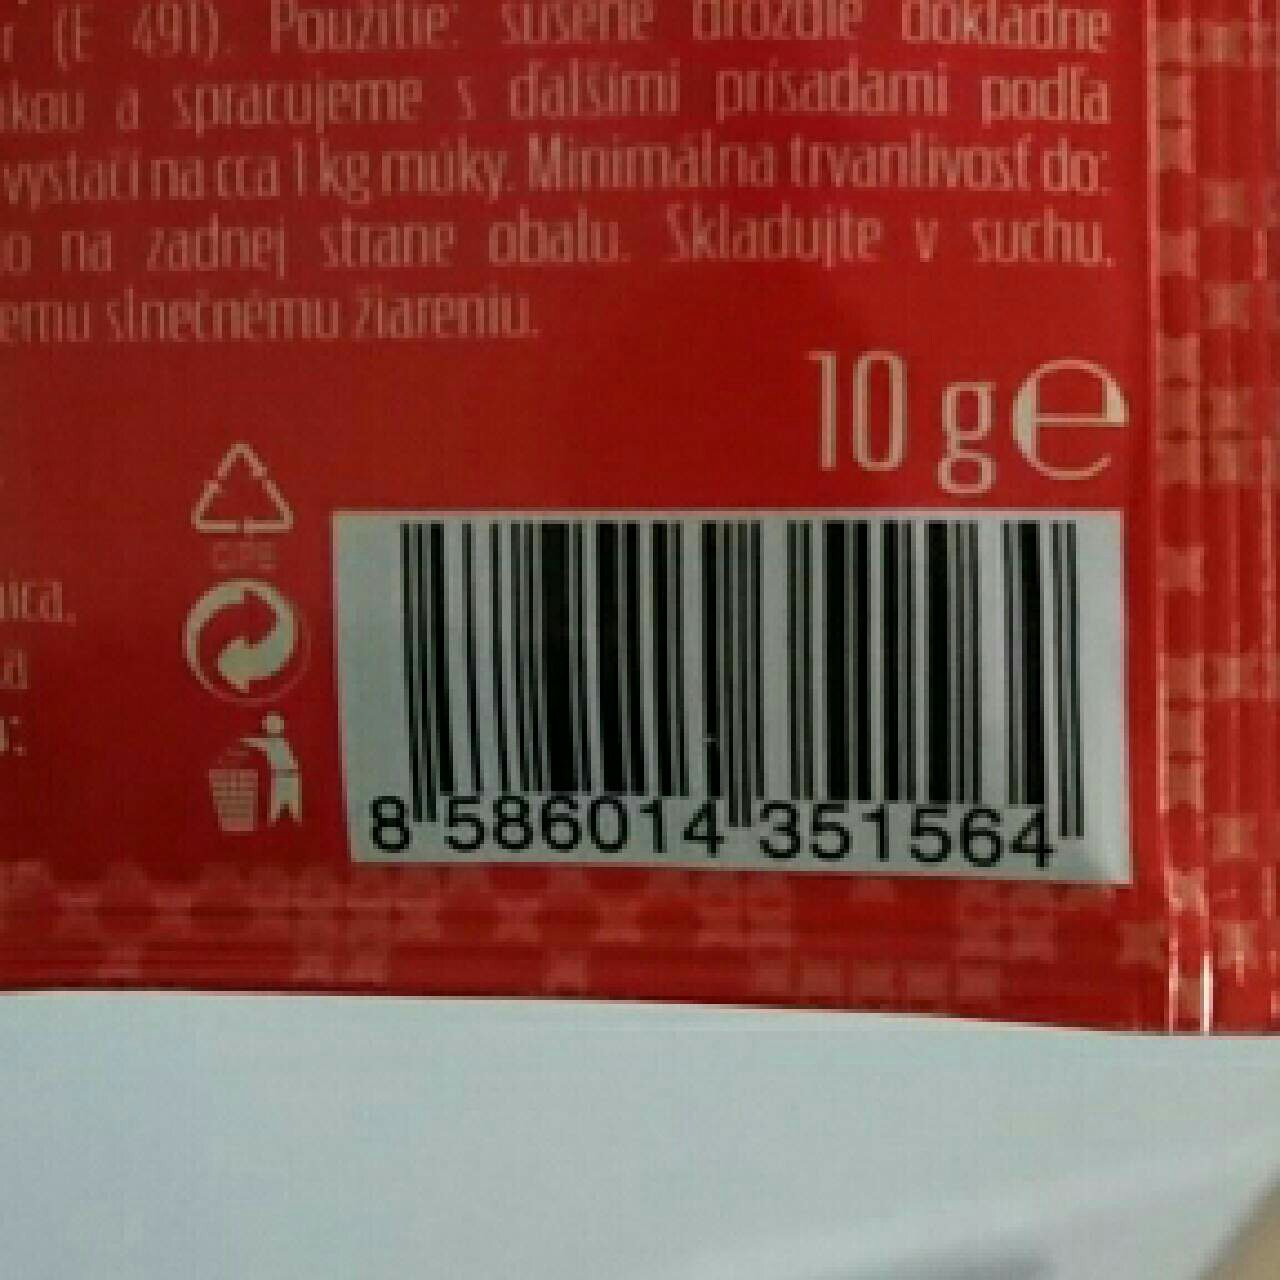 r (E 491). Použitie: sušené droždie dôkladne
kou a spracujeme s ďalšími prísadami podľa
vystačí na cca 1 kg múky. Minimálna trvanlivosť do:
na zadnej strane obalu. Skladujte v suchu,
emu slnečnému žiareniu.
10 g e
nica,
8 586014 351564